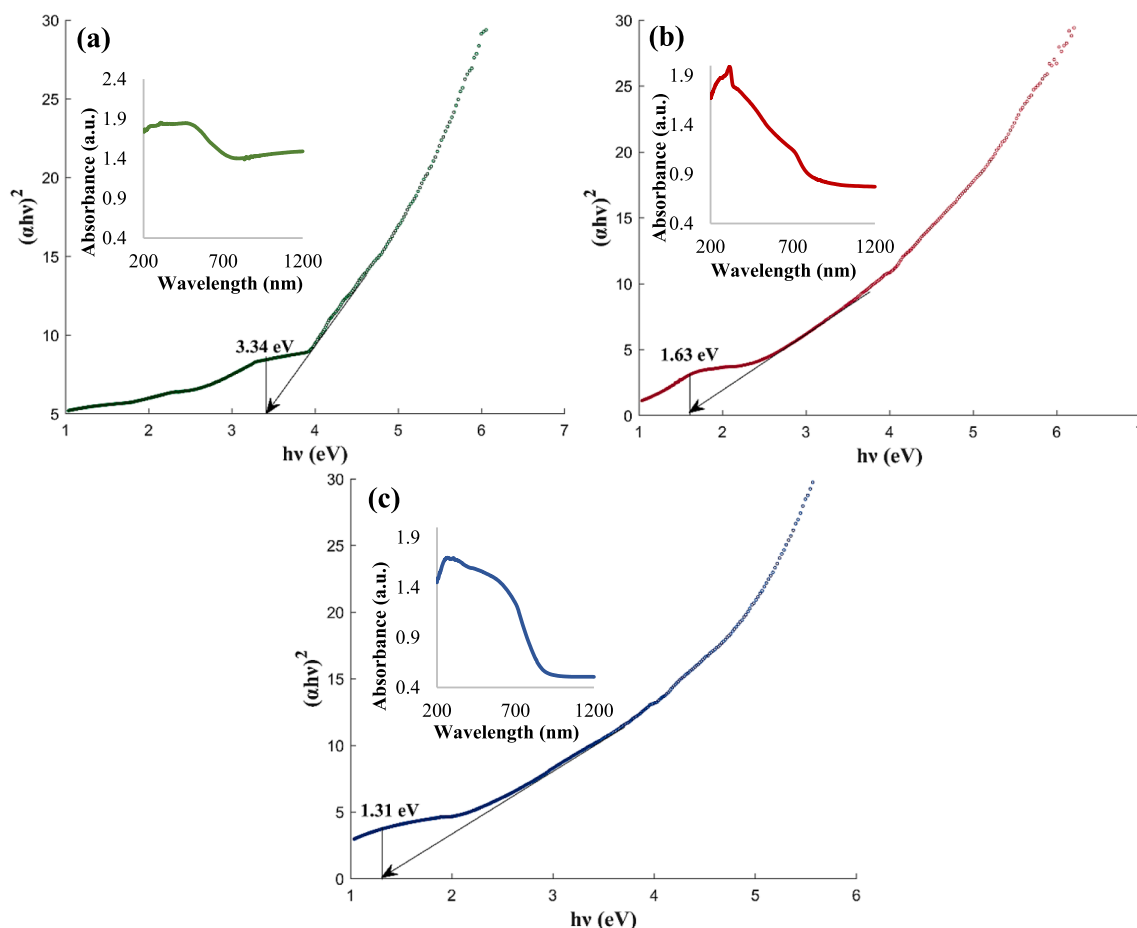 (a)
30
25
20
15
10
5
(αhν)²
1 2 3 4 5 6 7
hν (eV)
3.34 eV
2.4
1.9
1.4
0.9
0.4
Absorbance (a.u.)
200 700 1200
Wavelength (nm)
(b)
30
25
20
15
10
5
0
(αhν)²
1 2 3 4 5 6
hν (eV)
1.63 eV
1.9
1.4
0.9
0.4
Absorbance (a.u.)
200 700 1200
Wavelength (nm)
(c)
30
25
20
15
10
5
0
(αhν)²
1 2 3 4 5 6
hν (eV)
1.31 eV
1.9
1.4
0.9
0.4
Absorbance (a.u.)
200 700 1200
Wavelength (nm)